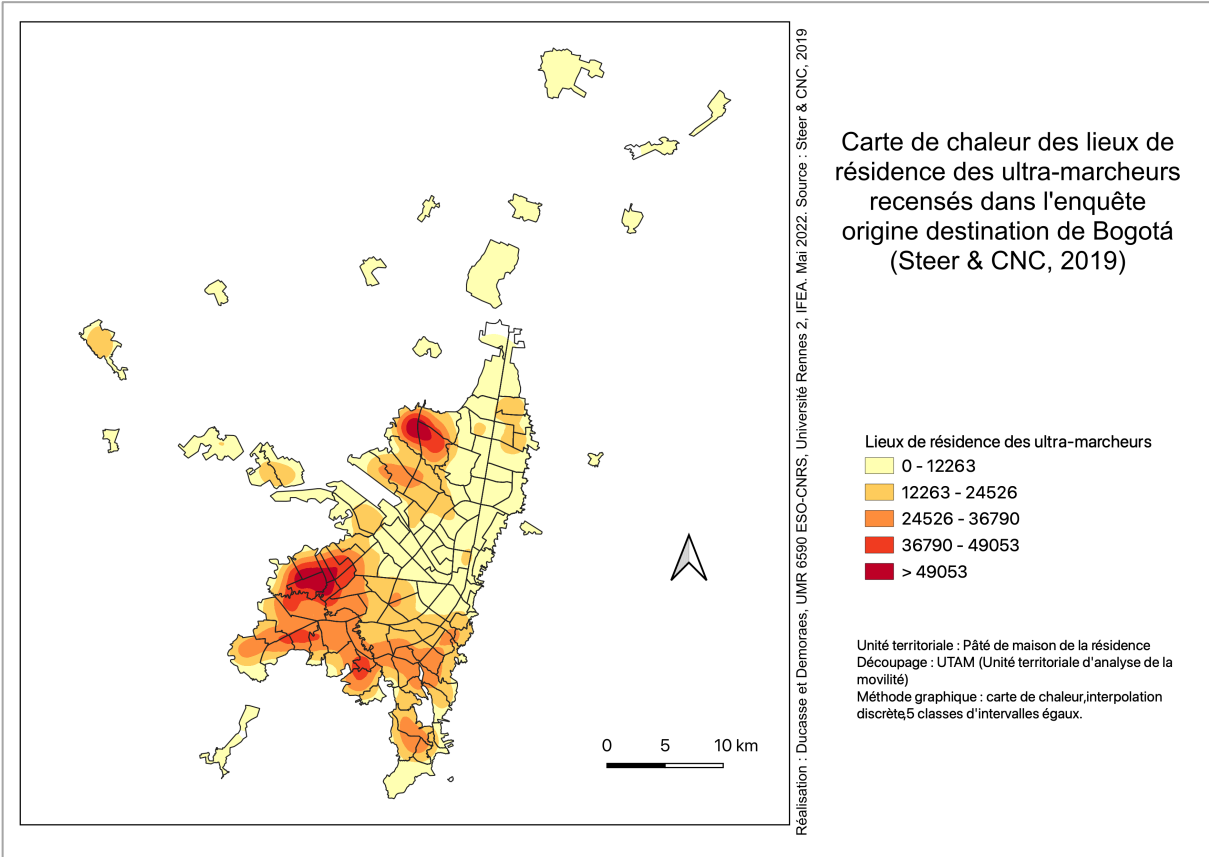 Carte de chaleur des lieux de
résidence des ultra-marcheurs
recensés dans l'enquête
origine destination de Bogotá
(Steer & CNC, 2019)
Réalisation : Ducasse et Demoraes, UMR 6590 ESO-CNRS, Université Rennes 2, IFEA. Mai 2022. Source : Steer & CNC, 2019
Lieux de résidence des ultra-marcheurs
0 - 12263
12263 - 24526
24526 - 36790
36790 - 49053
> 49053
0 5 10 km
Unité territoriale : Pâté de maison de la résidence
Découpage : UTAM (Unité territoriale d'analyse de la
movilité)
Méthode graphique : carte de chaleur,interpolation
discrète,5 classes d'intervalles égaux.